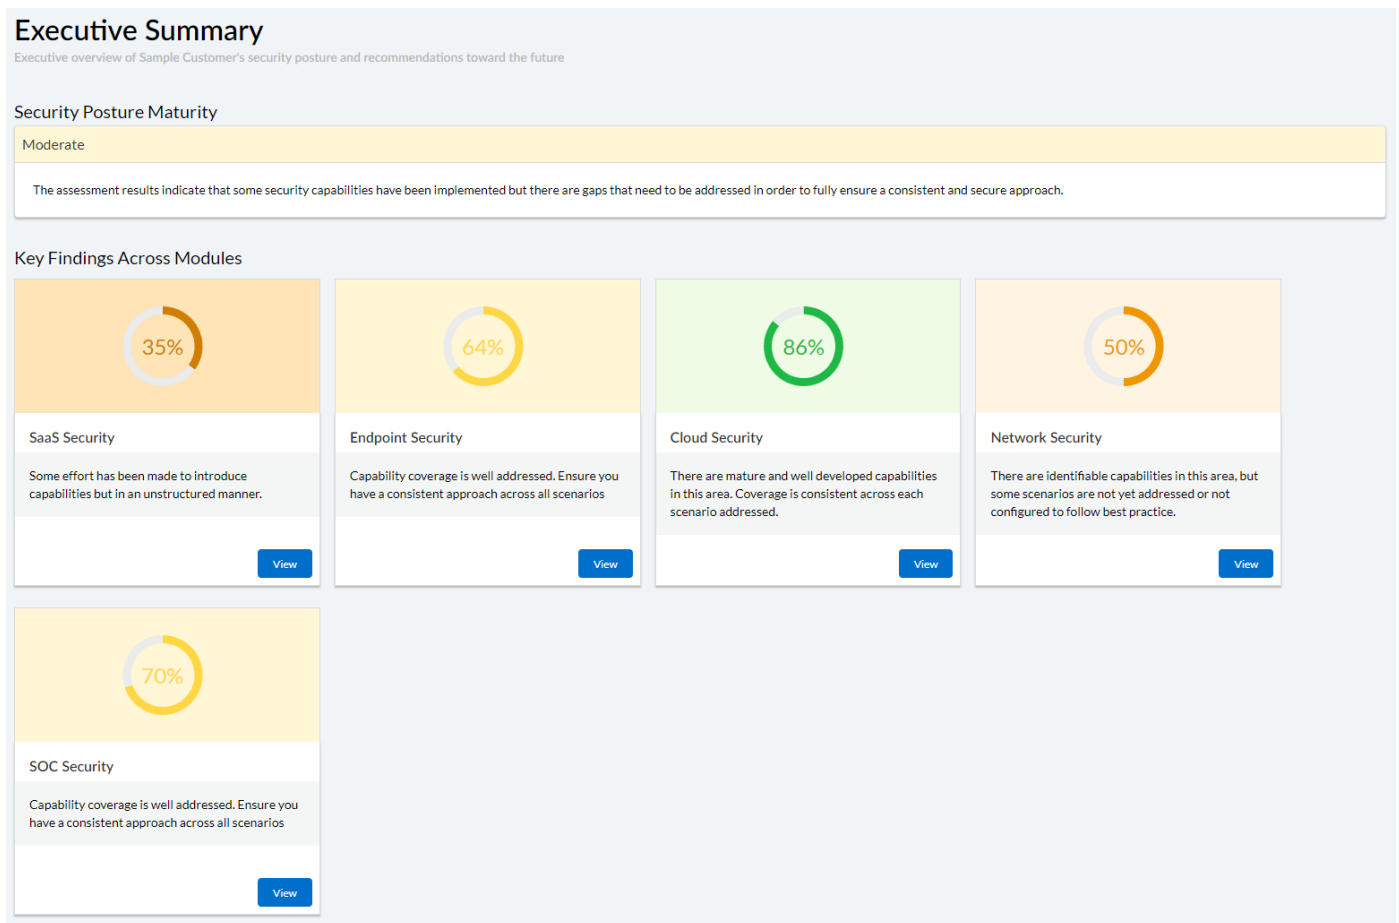 Executive Summary
Executive overview of Sample Customer's security posture and recommendations toward the future
Security Posture Maturity
Moderate
The assessment results indicate that some security capabilities have been implemented but there are gaps that need to be addressed in order to fully ensure a consistent and secure approach.
Key Findings Across Modules
35%
SaaS Security
Some effort has been made to introduce
capabilities but in an unstructured manner.
View
64%
Endpoint Security
Capability coverage is well addressed. Ensure you
have a consistent approach across all scenarios
View
86%
Cloud Security
There are mature and well developed capabilities
in this area. Coverage is consistent across each
scenario addressed.
View
50%
Network Security
There are identifiable capabilities in this area, but
some scenarios are not yet addressed or not
configured to follow best practice.
View
70%
SOC Security
Capability coverage is well addressed. Ensure you
have a consistent approach across all scenarios
View